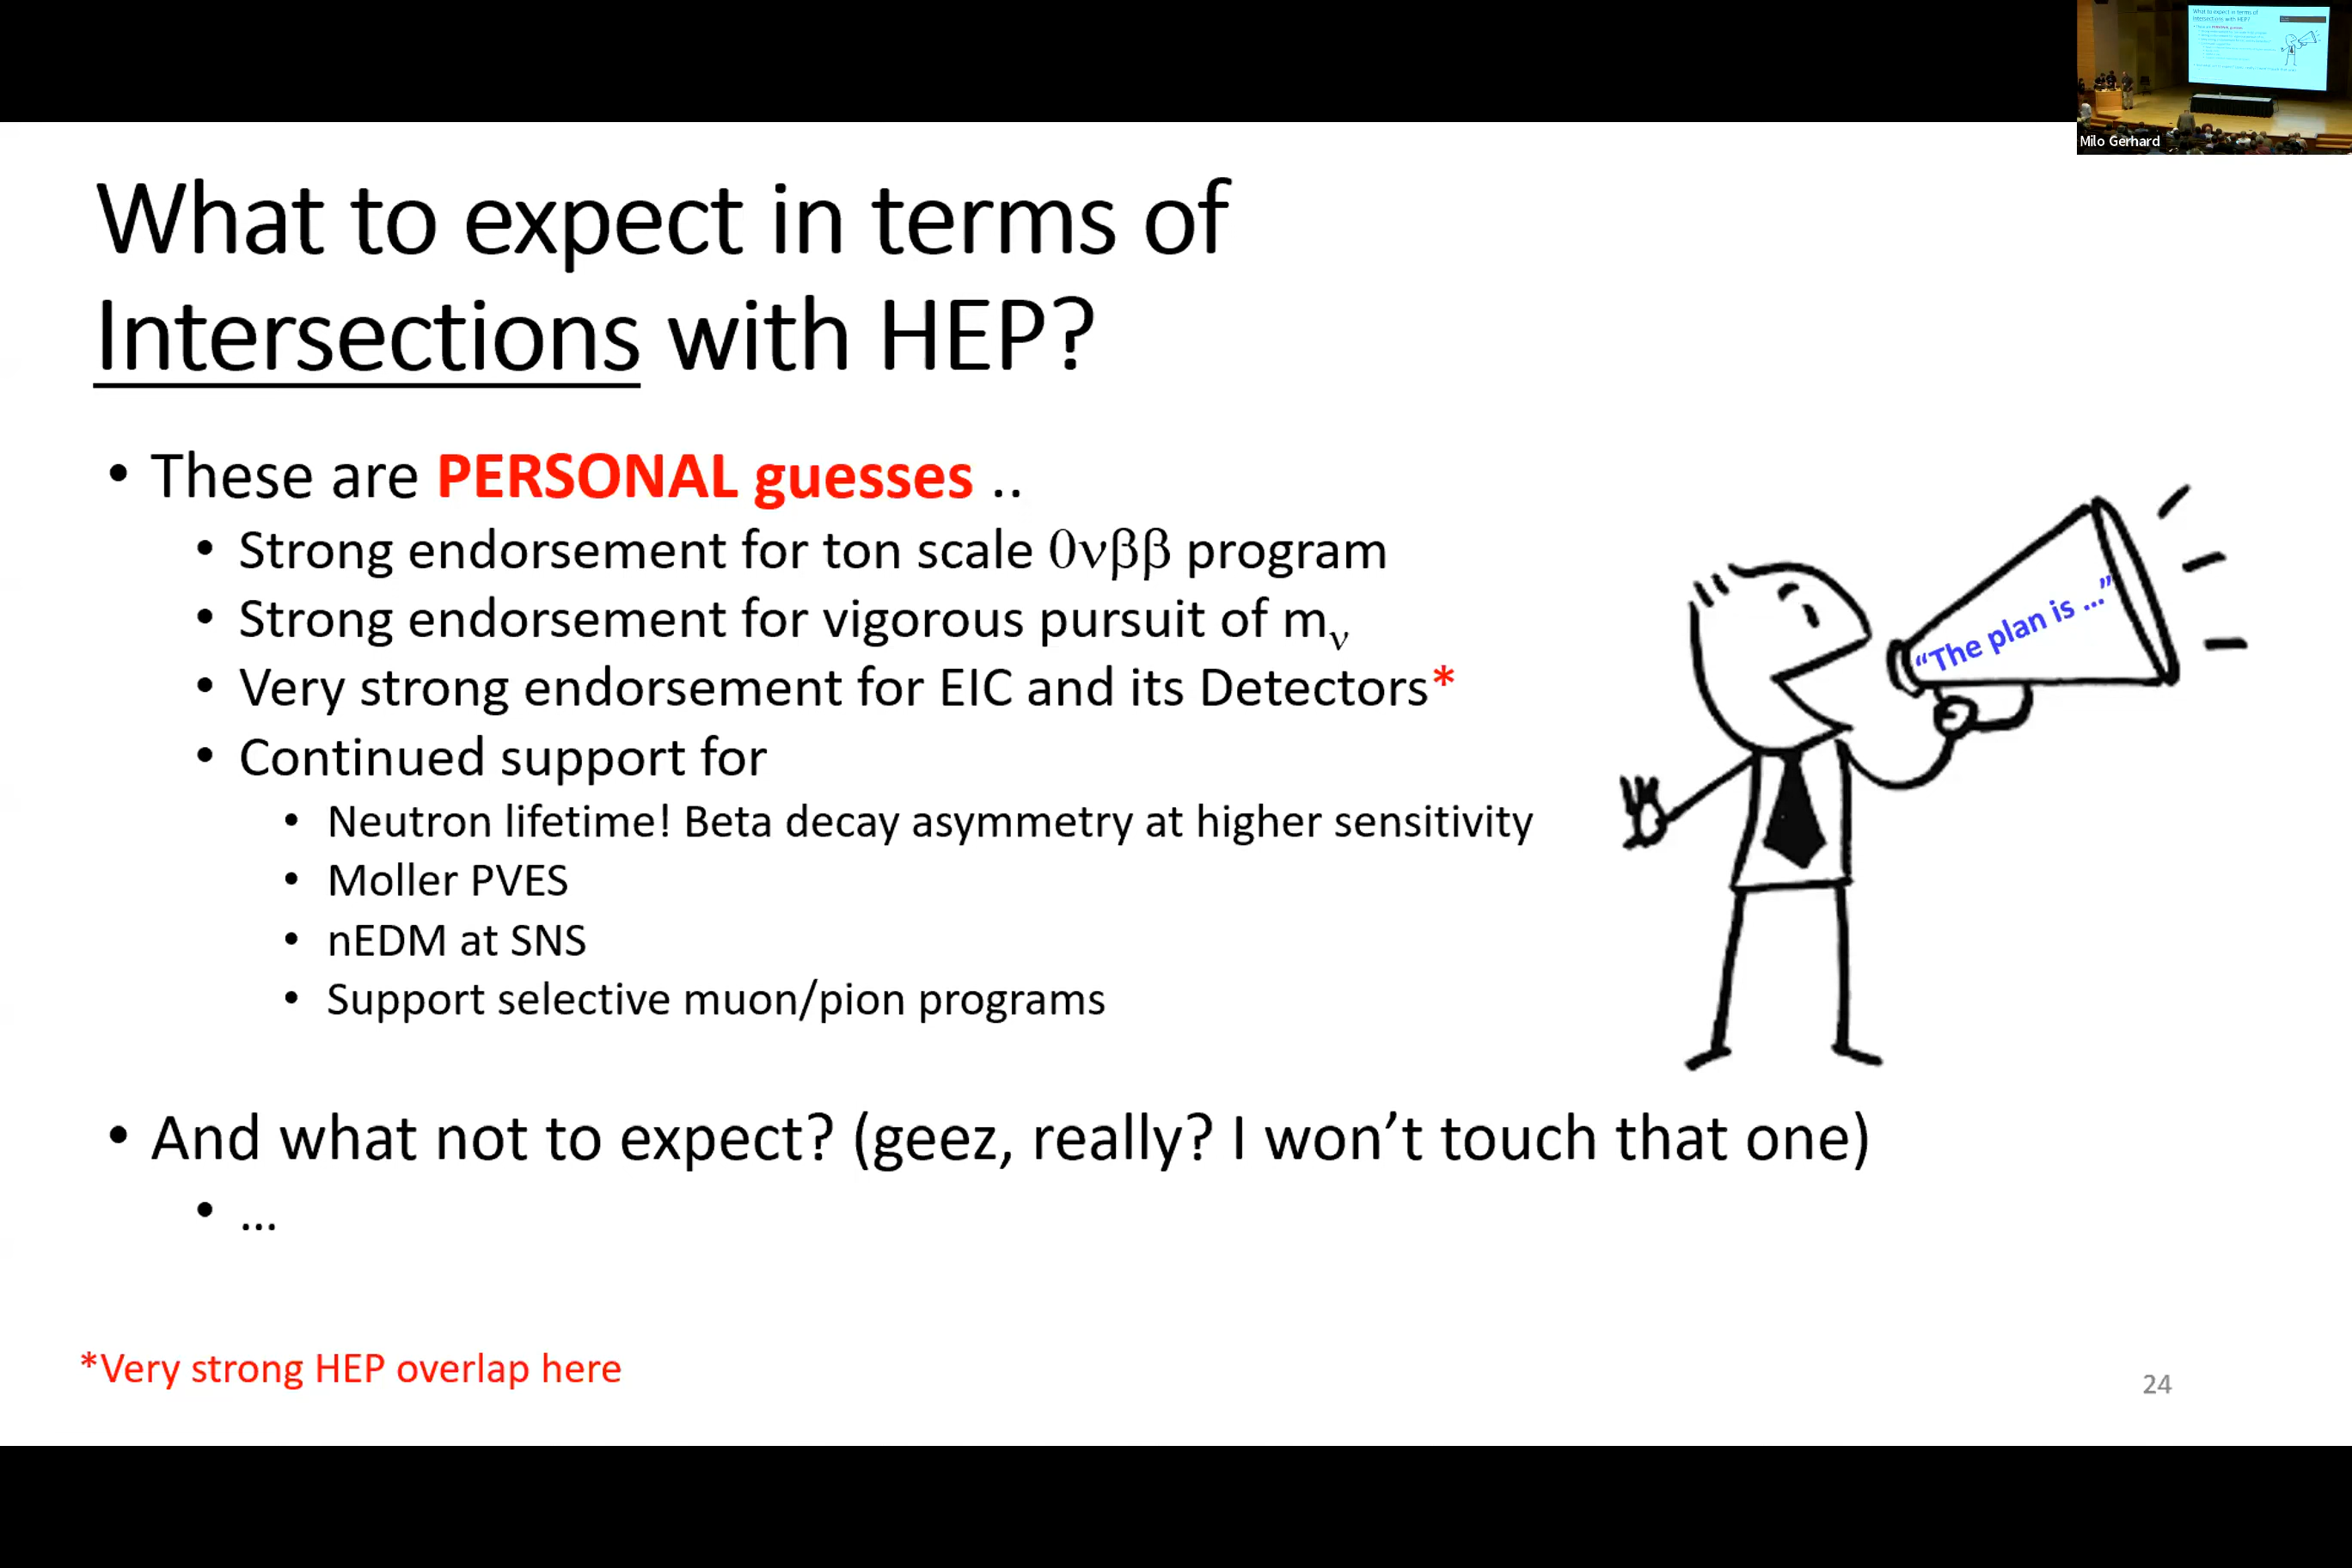 Milo Gerhard
What to expect in terms of
Intersections with HEP?
• These are PERSONAL guesses ..
• Strong endorsement for ton scale 0νββ program
• Strong endorsement for vigorous pursuit of mν
• Very strong endorsement for EIC and its Detectors*
• Continued support for
• Neutron lifetime! Beta decay asymmetry at higher sensitivity
• Moller PVES
• nEDM at SNS
• Support selective muon/pion programs
“The plan is ...”
• And what not to expect? (geez, really? I won’t touch that one)
• ...
*Very strong HEP overlap here
24